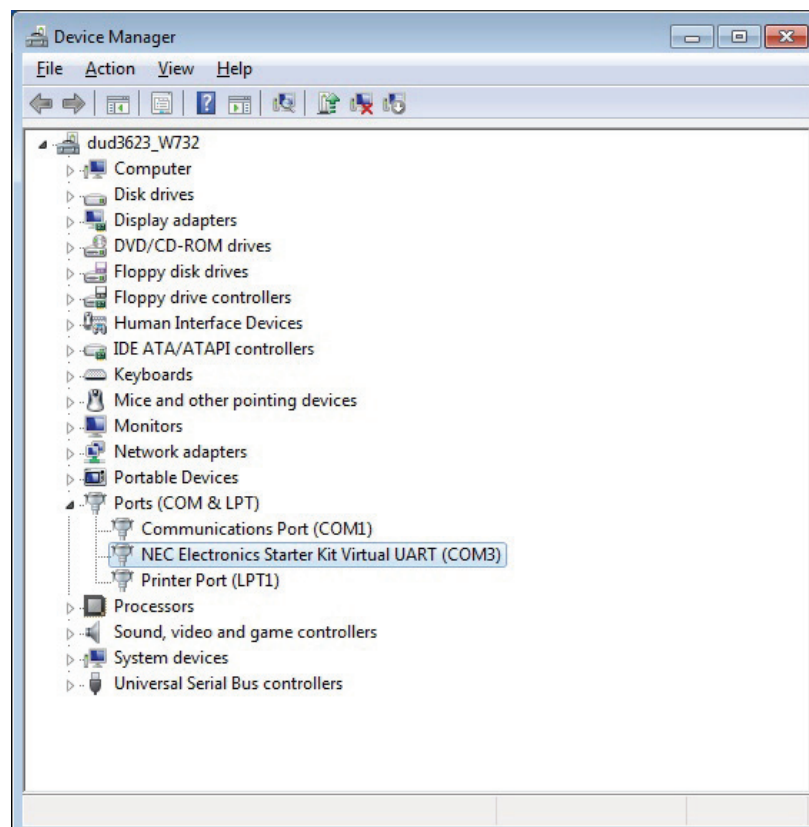 Device Manager
File Action View Help
dud3623_W732
Computer
Disk drives
Display adapters
DVD/CD-ROM drives
Floppy disk drives
Floppy drive controllers
Human Interface Devices
IDE ATA/ATAPI controllers
Keyboards
Mice and other pointing devices
Monitors
Network adapters
Portable Devices
Ports (COM & LPT)
Communications Port (COM1)
NEC Electronics Starter Kit Virtual UART (COM3)
Printer Port (LPT1)
Processors
Sound, video and game controllers
System devices
Universal Serial Bus controllers